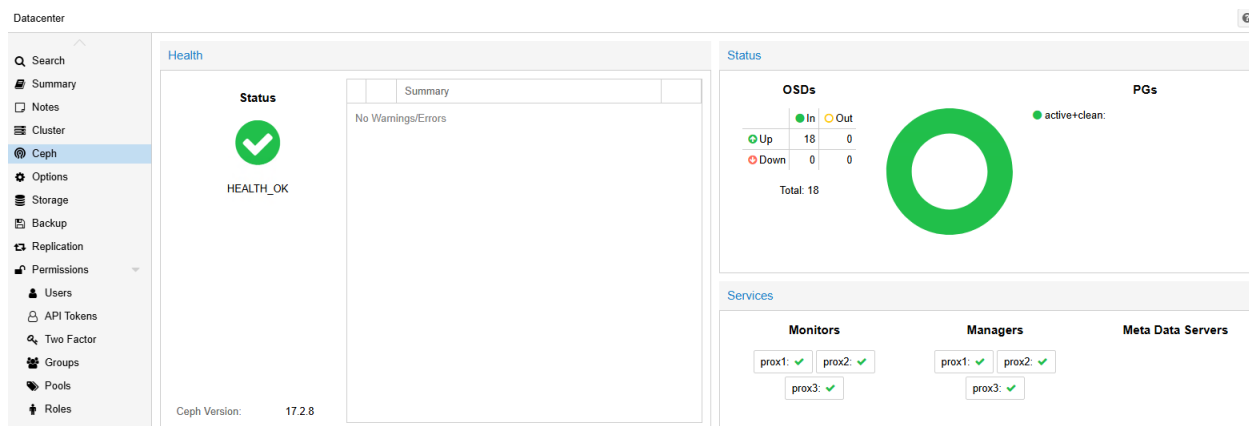 Datacenter
Search
Summary
Notes
Cluster
Ceph
Options
Storage
Backup
Replication
Permissions
Users
API Tokens
Two Factor
Groups
Pools
Roles
Health
Status
HEALTH_OK
Ceph Version: 17.2.8
Summary
No Warnings/Errors
Status
OSDs
In Out
Up 18 0
Down 0 0
Total: 18
PGs
active+clean:
Services
Monitors
prox1: prox2:
prox3:
Managers
prox1: prox2:
prox3:
Meta Data Servers